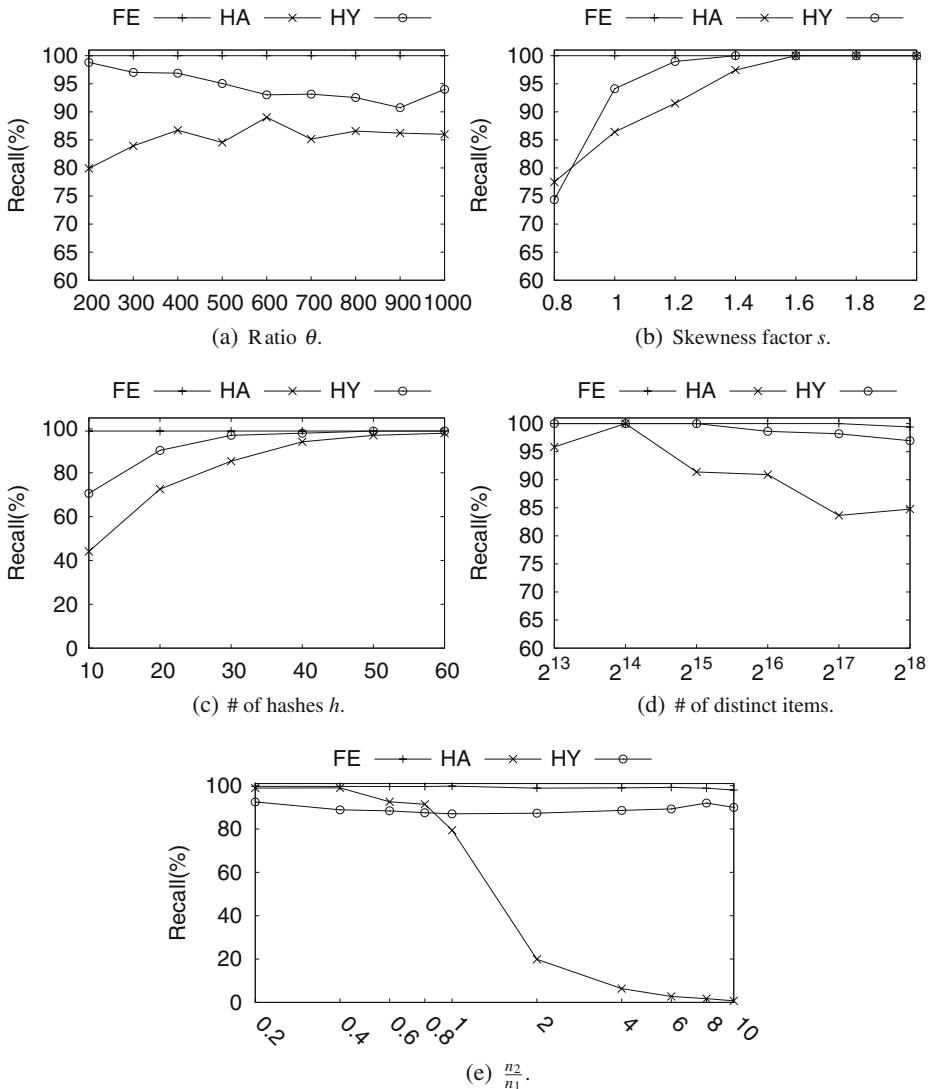 FE HA HY
FE HA HY
Recall(%)
100
95
90
85
80
75
70
65
60
200 300 400 500 600 700 800 900 1000
(a) Ratio θ.
Recall(%)
100
95
90
85
80
75
70
65
60
0.8 1 1.2 1.4 1.6 1.8 2
(b) Skewness factor s.
FE HA HY
FE HA HY
Recall(%)
100
80
60
40
20
0
10 20 30 40 50 60
(c) # of hashes h.
Recall(%)
100
95
90
85
80
75
70
65
60
2^13 2^14 2^15 2^16 2^17 2^18
(d) # of distinct items.
FE HA HY
Recall(%)
100
80
60
40
20
0
0.2 0.4 0.6 0.8 1 2 4 6 8 10
(e) n₂/n₁.